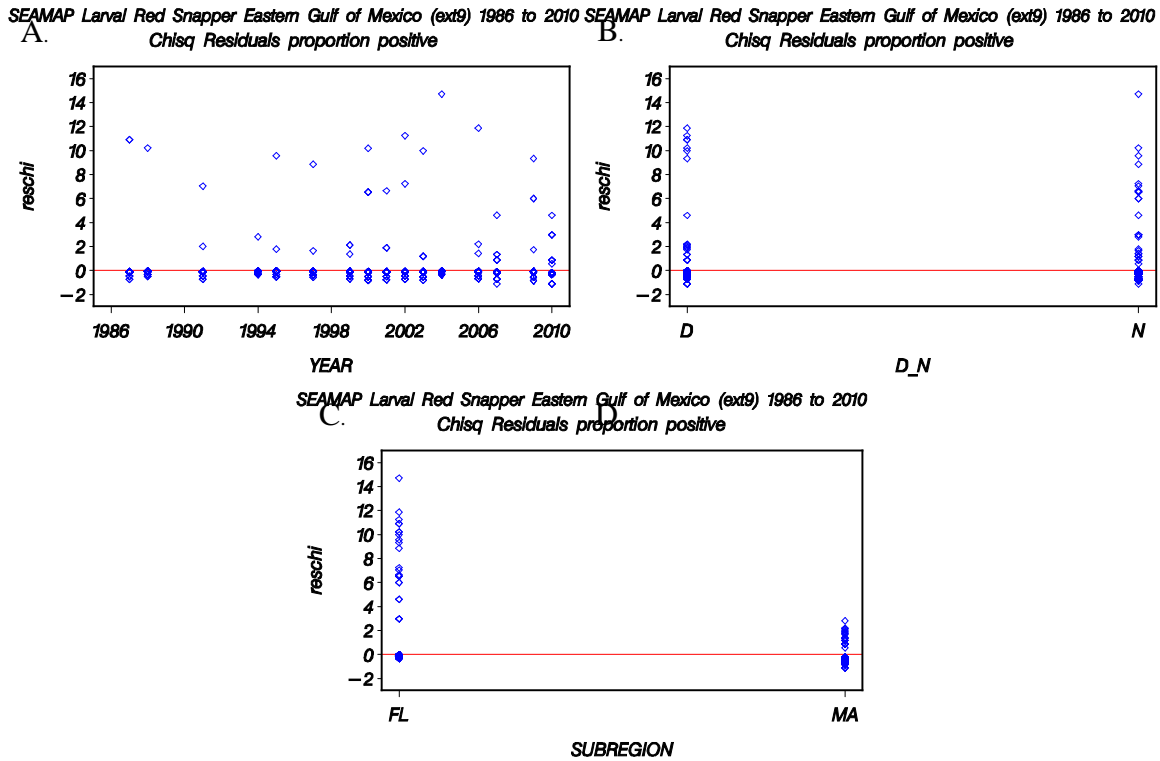 SEAMAP Larval Red Snapper Eastern Gulf of Mexico (ext9) 1986 to 2010
A.
Chisq Residuals proportion positive
16
14
12
10
8
6
4
2
0
−2
reschi
1986 1990 1994 1998 2002 2006 2010
YEAR
SEAMAP Larval Red Snapper Eastern Gulf of Mexico (ext9) 1986 to 2010
B.
Chisq Residuals proportion positive
16
14
12
10
8
6
4
2
0
−2
reschi
D N
D_N
SEAMAP Larval Red Snapper Eastern Gulf of Mexico (ext9) 1986 to 2010
C. D.
Chisq Residuals proportion positive
16
14
12
10
8
6
4
2
0
−2
reschi
FL MA
SUBREGION